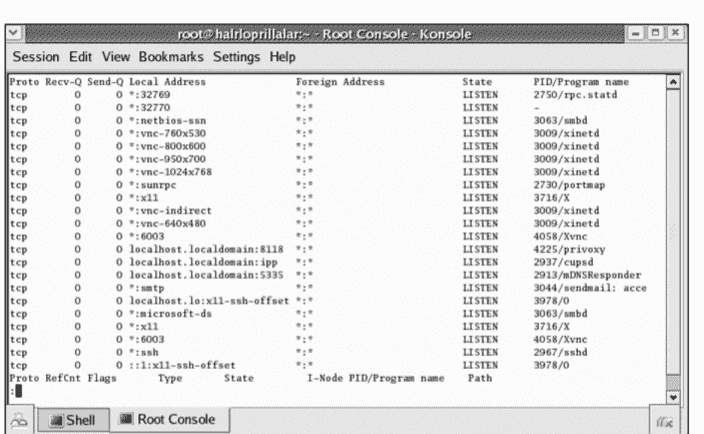 root@halrloprillalar:~ - Root Console - Konsole
Session Edit View Bookmarks Settings Help
Proto Recv-Q Send-Q Local Address Foreign Address State PID/Program name
tcp 0 0 *:32769 *:* LISTEN 2750/rpc.statd
tcp 0 0 *:32770 *:* LISTEN -
tcp 0 0 *:netbios-ssn *:* LISTEN 3063/smbd
tcp 0 0 *:vnc-760x530 *:* LISTEN 3009/xinetd
tcp 0 0 *:vnc-800x600 *:* LISTEN 3009/xinetd
tcp 0 0 *:vnc-950x700 *:* LISTEN 3009/xinetd
tcp 0 0 *:vnc-1024x768 *:* LISTEN 3009/xinetd
tcp 0 0 *:sunrpc *:* LISTEN 2730/portmap
tcp 0 0 *:x11 *:* LISTEN 3716/X
tcp 0 0 *:vnc-indirect *:* LISTEN 3009/xinetd
tcp 0 0 *:vnc-640x480 *:* LISTEN 3009/xinetd
tcp 0 0 *:6003 *:* LISTEN 4058/Xvnc
tcp 0 0 localhost.localdomain:8118 *:* LISTEN 4225/privoxy
tcp 0 0 localhost.localdomain:ipp *:* LISTEN 2937/cupsd
tcp 0 0 localhost.localdomain:5335 *:* LISTEN 2913/mDNSResponder
tcp 0 0 *:smtp *:* LISTEN 3044/sendmail: acce
tcp 0 0 localhost.lo:x11-ssh-offset *:* LISTEN 3978/0
tcp 0 0 *:microsoft-ds *:* LISTEN 3063/smbd
tcp 0 0 *:x11 *:* LISTEN 3716/X
tcp 0 0 *:6003 *:* LISTEN 4058/Xvnc
tcp 0 0 *:ssh *:* LISTEN 2967/sshd
tcp 0 0 ::1:x11-ssh-offset *:* LISTEN 3978/0
Proto RefCnt Flags Type State I-Node PID/Program name Path
:
Shell Root Console